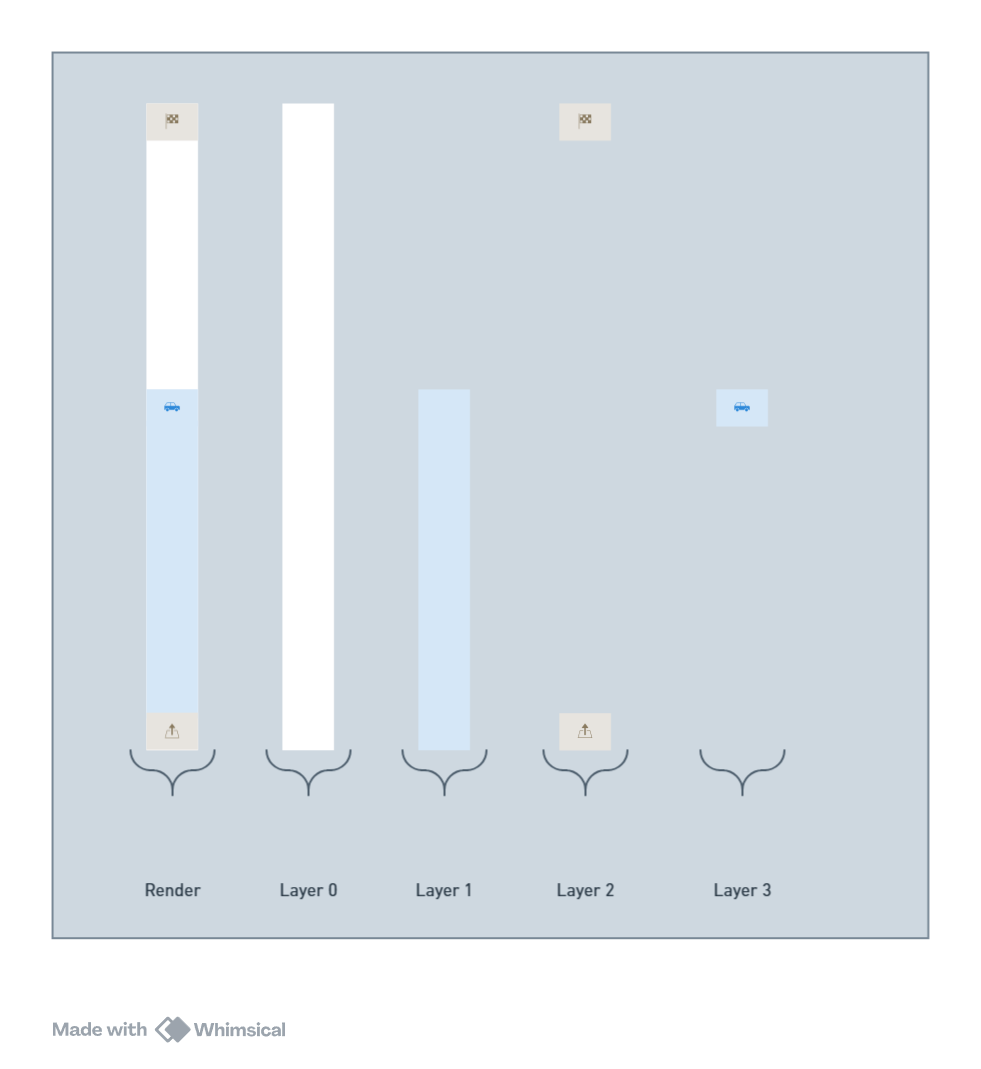 Render
Layer 0
Layer 1
Layer 2
Layer 3
Made with Whimsical